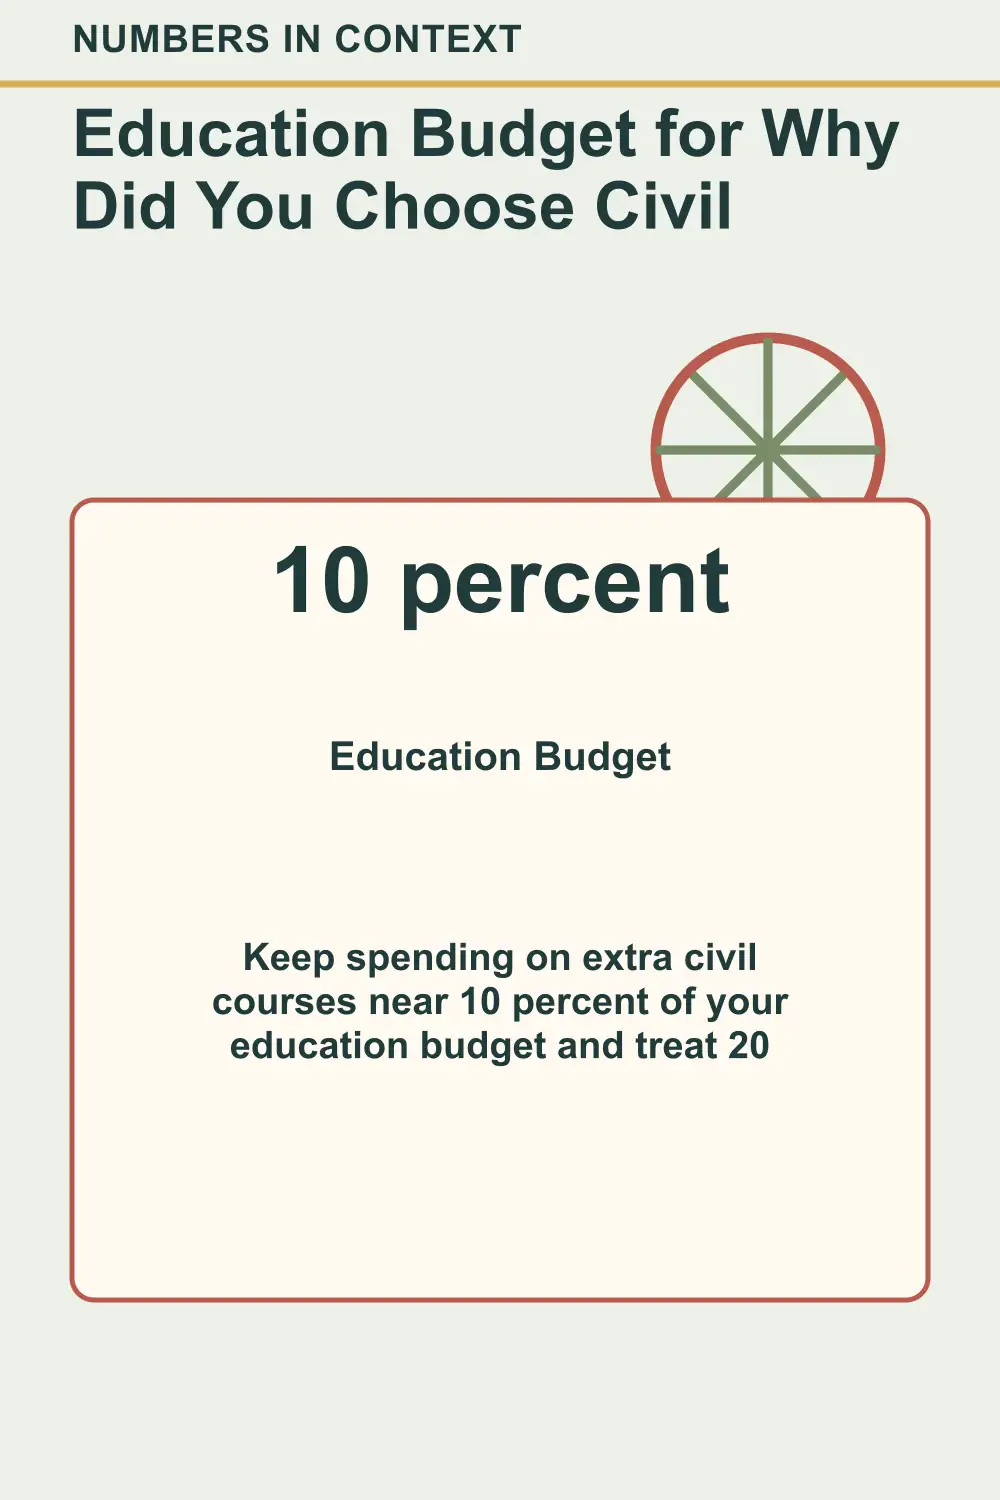 NUMBERS IN CONTEXT
Education Budget for Why
Did You Choose Civil
10 percent
Education Budget
Keep spending on extra civil
courses near 10 percent of your
education budget and treat 20